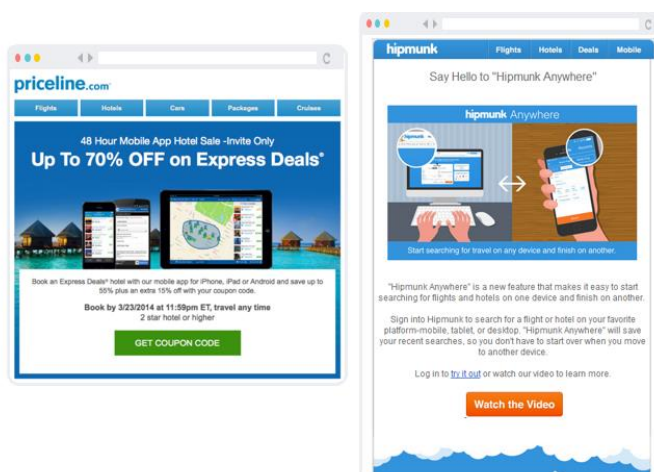 priceline.com
Flights Hotels Cars Packages Cruises
48 Hour Mobile App Hotel Sale -Invite Only
Up To 70% OFF on Express Deals*
Book an Express Deals® hotel with our mobile app for iPhone, iPad or Android and save up to
55% plus an extra 15% off with your coupon code.
Book by 3/23/2014 at 11:59pm ET, travel any time
2 star hotel or higher
GET COUPON CODE
hipmunk Flights Hotels Deals Mobile
Say Hello to "Hipmunk Anywhere"
hipmunk Anywhere
Start searching for travel on any device and finish on another.
"Hipmunk Anywhere" is a new feature that makes it easy to start
searching for flights and hotels on one device and finish on another.
Sign into Hipmunk to search for a flight or hotel on your favorite
platform-mobile, tablet, or desktop. "Hipmunk Anywhere" will save
your recent searches, so you don't have to start over when you move
to another device.
Log in to try it out or watch our video to learn more.
Watch the Video